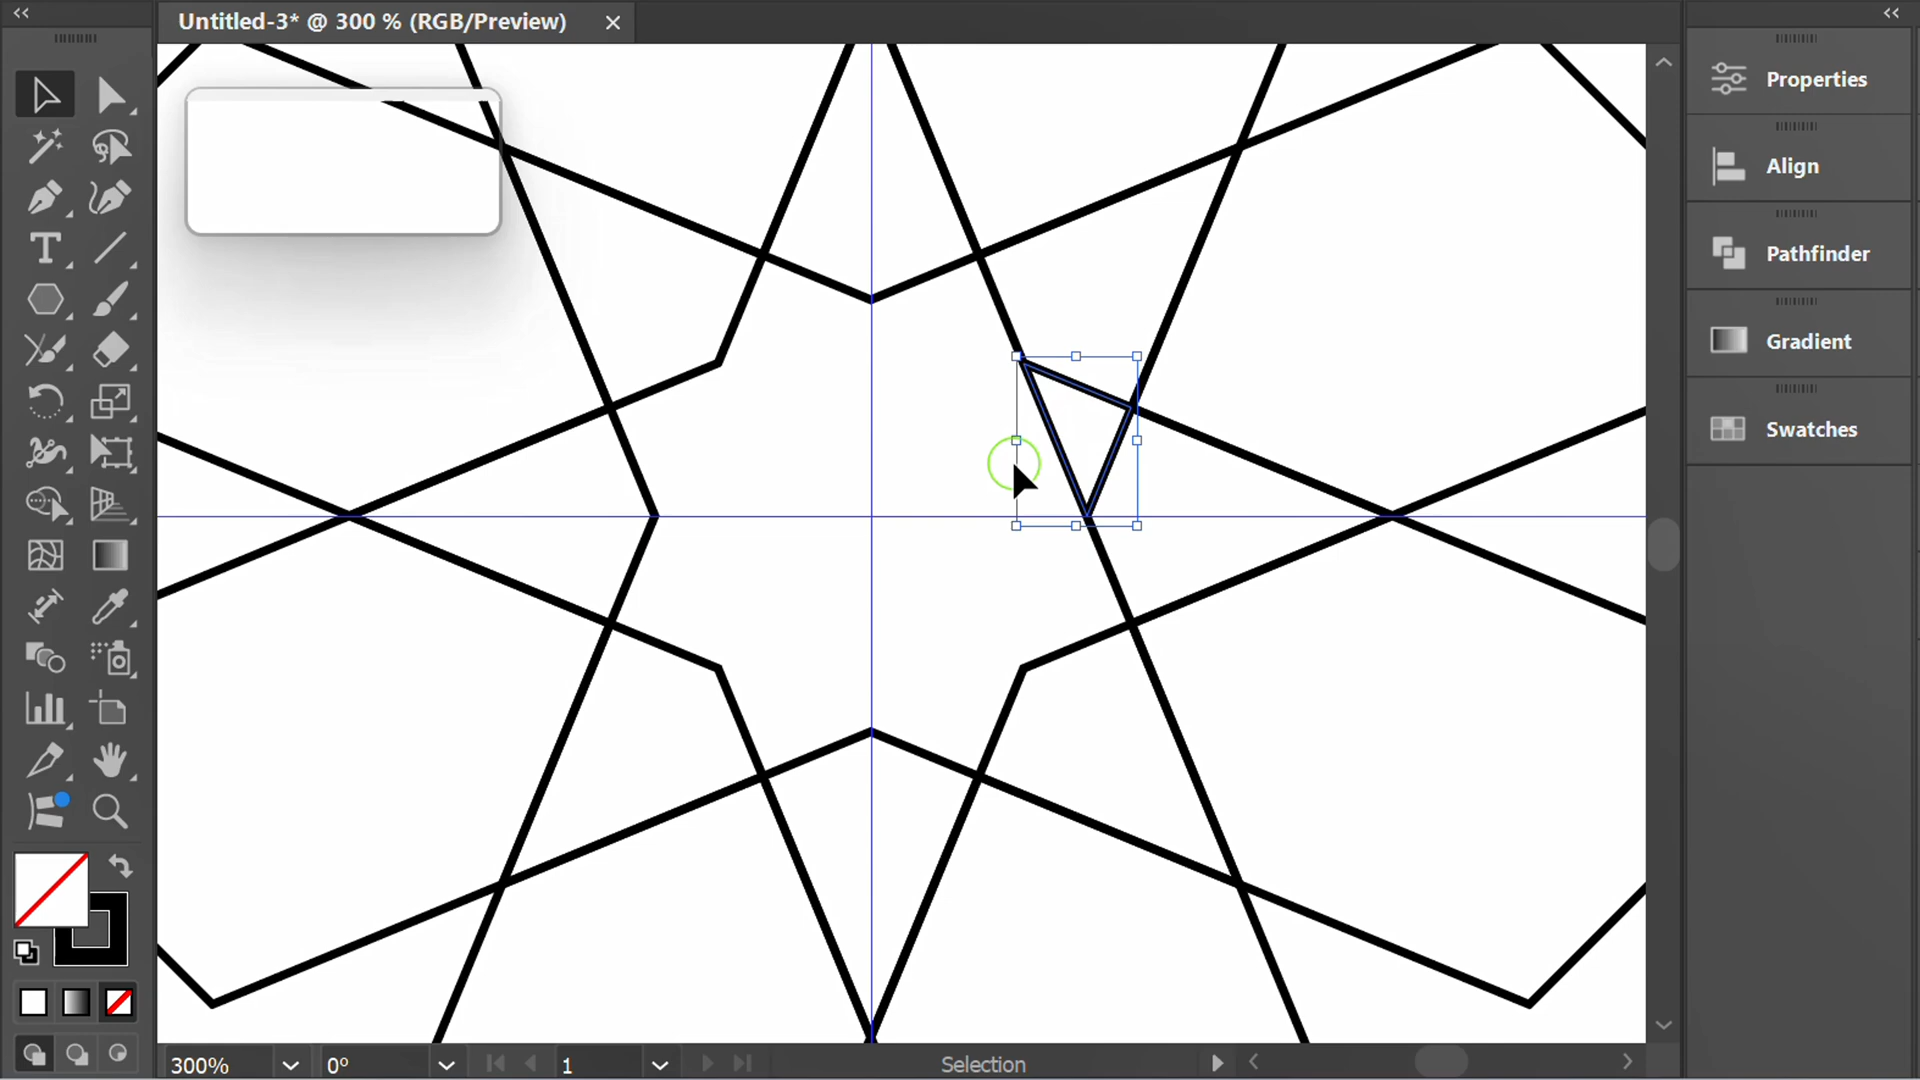 Untitled-3* @ 300 % (RGB/Preview)
Properties
Align
Pathfinder
Gradient
Swatches
300%
0°
1
Selection